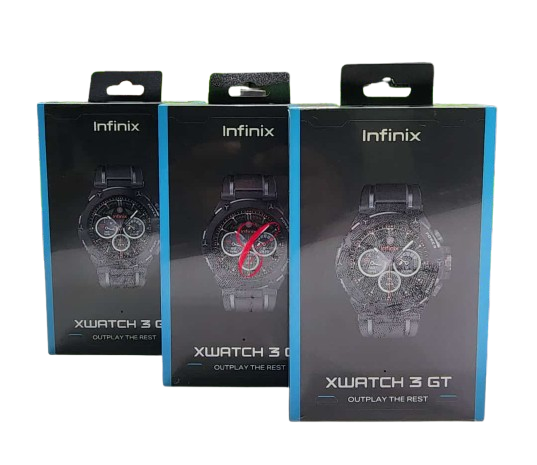 Infinix
XWATCH 3 G
OUTPLAY THE REST
Infinix
XWATCH 3 G
OUTPLAY THE REST
Infinix
Infinix
XWATCH 3 GT
OUTPLAY THE REST